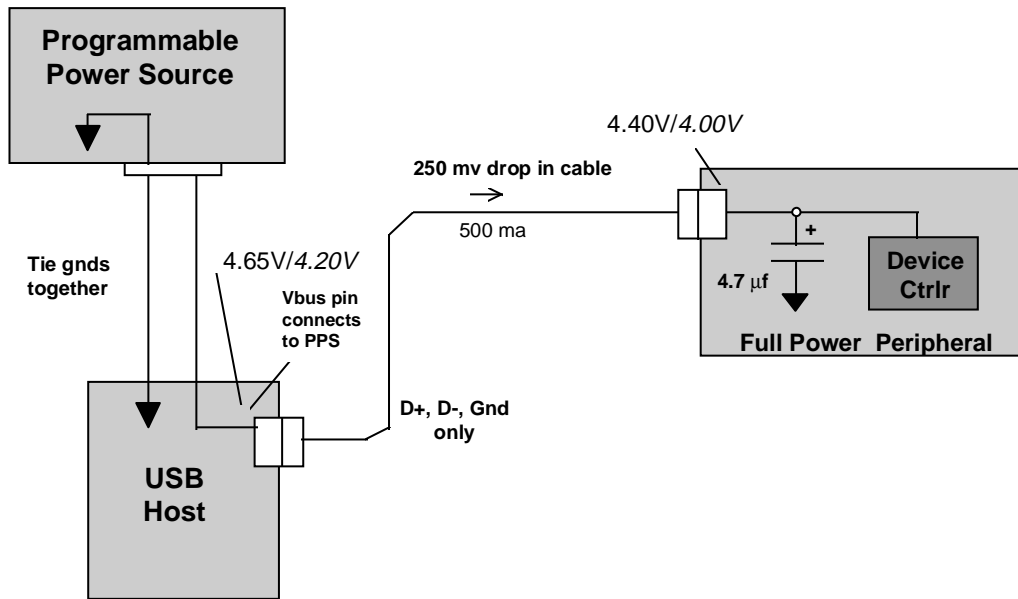 Programmable
Power Source
4.40V/4.00V
250 mv drop in cable
500 ma
+
4.7 μf
Device
Ctrlr
Full Power Peripheral
Tie gnds
together
4.65V/4.20V
Vbus pin
connects
to PPS
D+, D-, Gnd
only
USB
Host